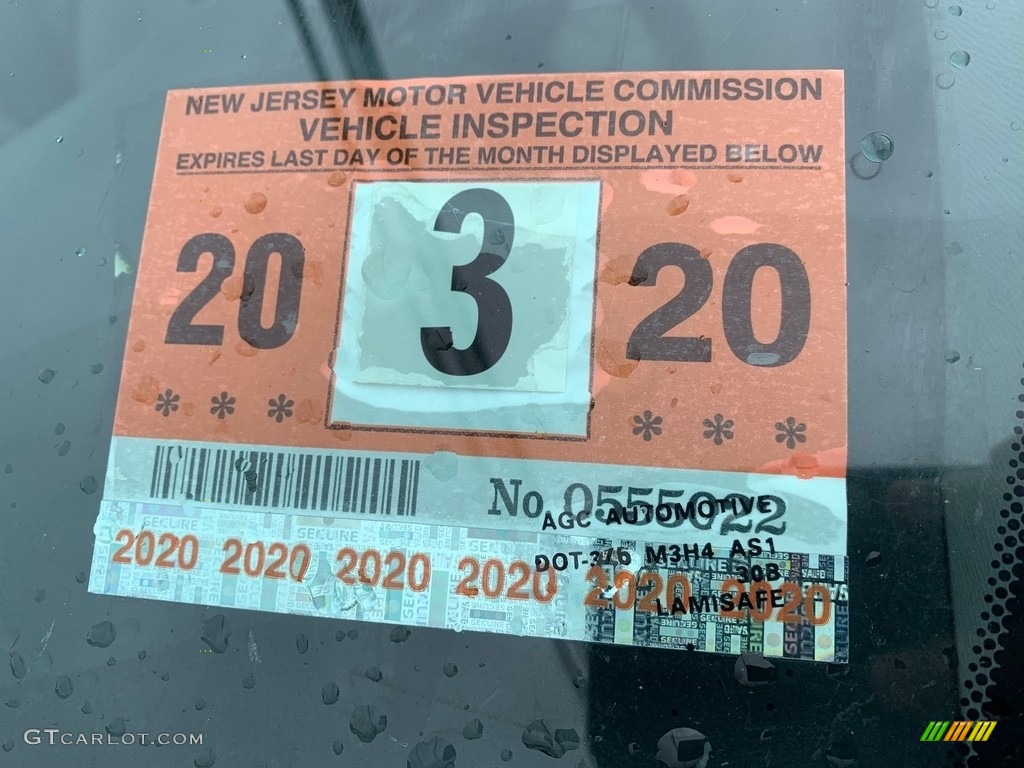 NEW JERSEY MOTOR VEHICLE COMMISSION
VEHICLE INSPECTION
EXPIRES LAST DAY OF THE MONTH DISPLAYED BELOW
20 3 20
* * * * * *
No. 0555022
AGC AUTOMOTIVE
DOT-376 M3H4 AS1
30B
LAMISAFE
2020 2020 2020 2020 2020 2020
GTCARLOT.COM